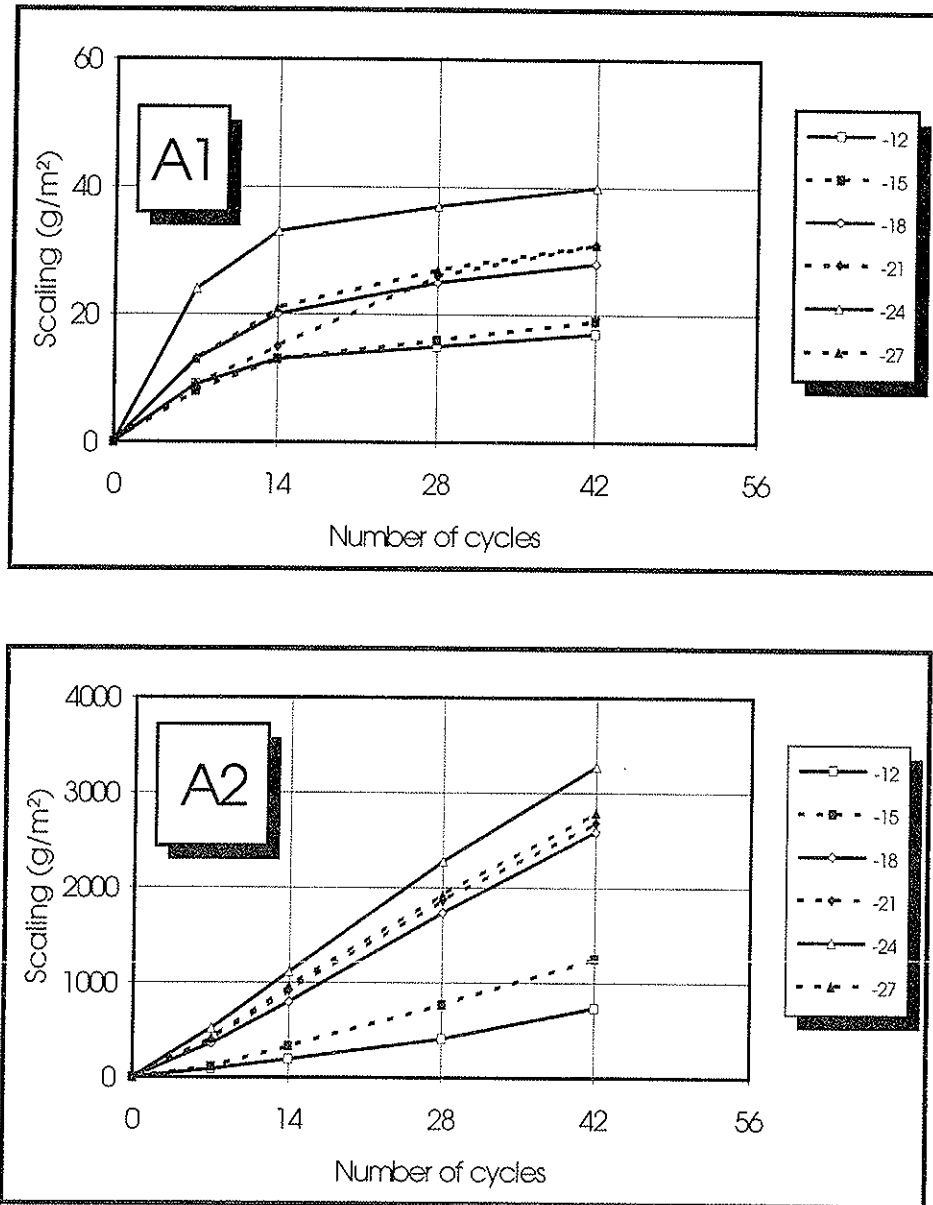 60
40
20
0
Scaling (g/m²)
A1
0 14 28 42 56
Number of cycles
-12
-15
-18
-21
-24
-27
4000
3000
2000
1000
0
Scaling (g/m²)
A2
0 14 28 42 56
Number of cycles
-12
-15
-18
-21
-24
-27